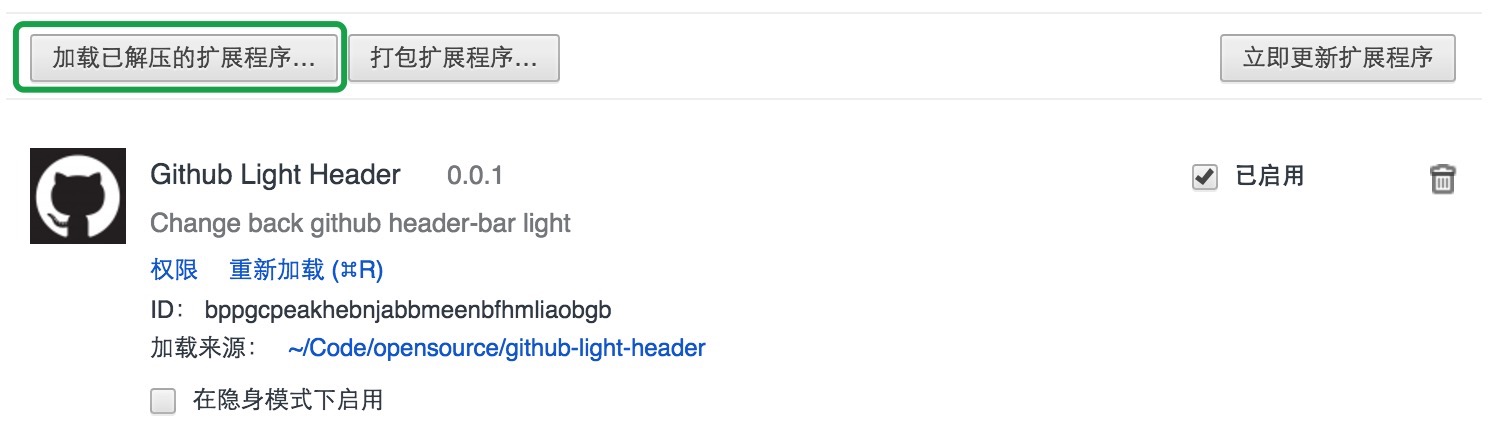 加载已解压的扩展程序... 打包扩展程序... 立即更新扩展程序
Github Light Header 0.0.1 已启用
Change back github header-bar light
权限 重新加载 (⌘R)
ID： bppgcpeakhebnjabbmeenbfhmliaobgb
加载来源： ~/Code/opensource/github-light-header
在隐身模式下启用